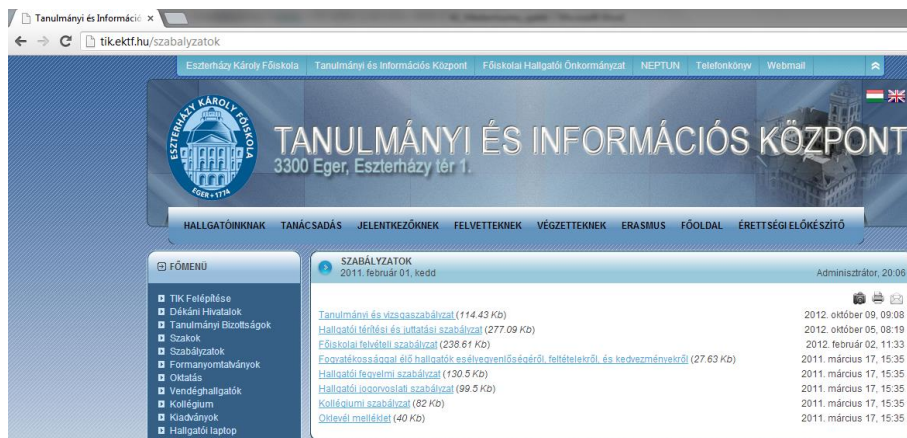 Tanulmányi és Információ
tik.ektf.hu/szabalyzatok
Eszterházy Károly Főiskola Tanulmányi és Információs Központ Főiskolai Hallgatói Önkormányzat NEPTUN Telefonkönyv Webmail
ESZTERHÁZY KÁROLY FŐISKOLA
EGER • 1774
TANULMÁNYI ÉS INFORMÁCIÓS KÖZPONT
3300 Eger, Eszterházy tér 1.
HALLGATÓINKNAK TANÁCSADÁS JELENTKEZŐKNEK FELVETTEKNEK VÉGZETTEKNEK ERASMUS FŐOLDAL ÉRETTSÉGI ELŐKÉSZÍTŐ
FŐMENÜ
TIK Felépítése
Dékáni Hivatalok
Tanulmányi Bizottságok
Szakok
Szabályzatok
Formanyomtatványok
Oktatás
Vendéghallgatók
Kollégium
Kiadványok
Hallgatói laptop
SZABÁLYZATOK
2011. február 01, kedd Adminisztrátor, 20:06
Tanulmányi és vizsgaszabályzat (114.43 Kb) 2012. október 09, 09:08
Hallgatói térítési és juttatási szabályzat (277.09 Kb) 2012. október 05, 08:19
Főiskolai felvételi szabályzat (238.61 Kb) 2012. február 02, 11:33
Fogyatékossággal élő hallgatók esélyegyenlőségéről, feltételekről, és kedvezményekről (27.63 Kb) 2011. március 17, 15:35
Hallgatói fegyelmi szabályzat (130.5 Kb) 2011. március 17, 15:35
Hallgatói jogorvoslati szabályzat (99.5 Kb) 2011. március 17, 15:35
Kollégiumi szabályzat (82 Kb) 2011. március 17, 15:35
Oklevél melléklet (40 Kb) 2011. március 17, 15:35